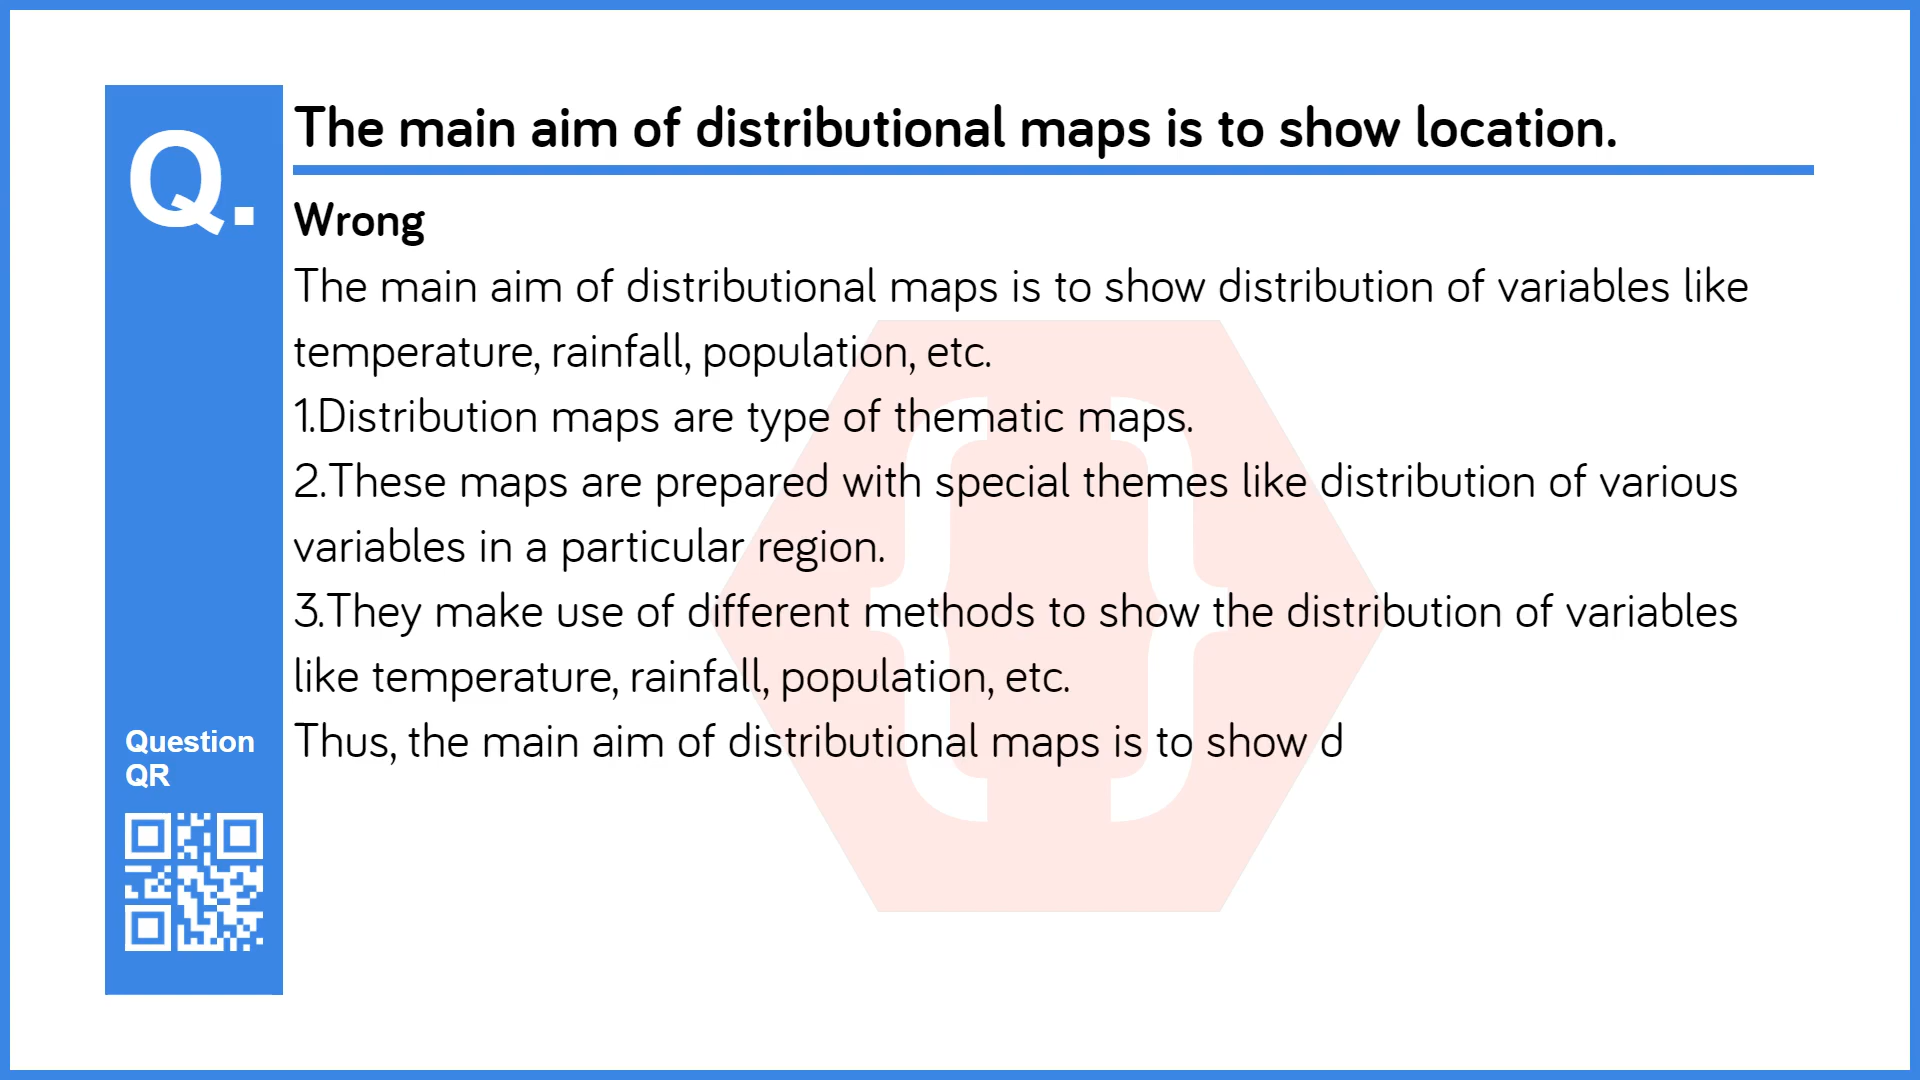 Q.
The main aim of distributional maps is to show location.
Wrong
The main aim of distributional maps is to show distribution of variables like
temperature, rainfall, population, etc.
1.Distribution maps are type of thematic maps.
2.These maps are prepared with special themes like distribution of various
variables in a particular region.
3.They make use of different methods to show the distribution of variables
like temperature, rainfall, population, etc.
Thus, the main aim of distributional maps is to show d
Question
QR